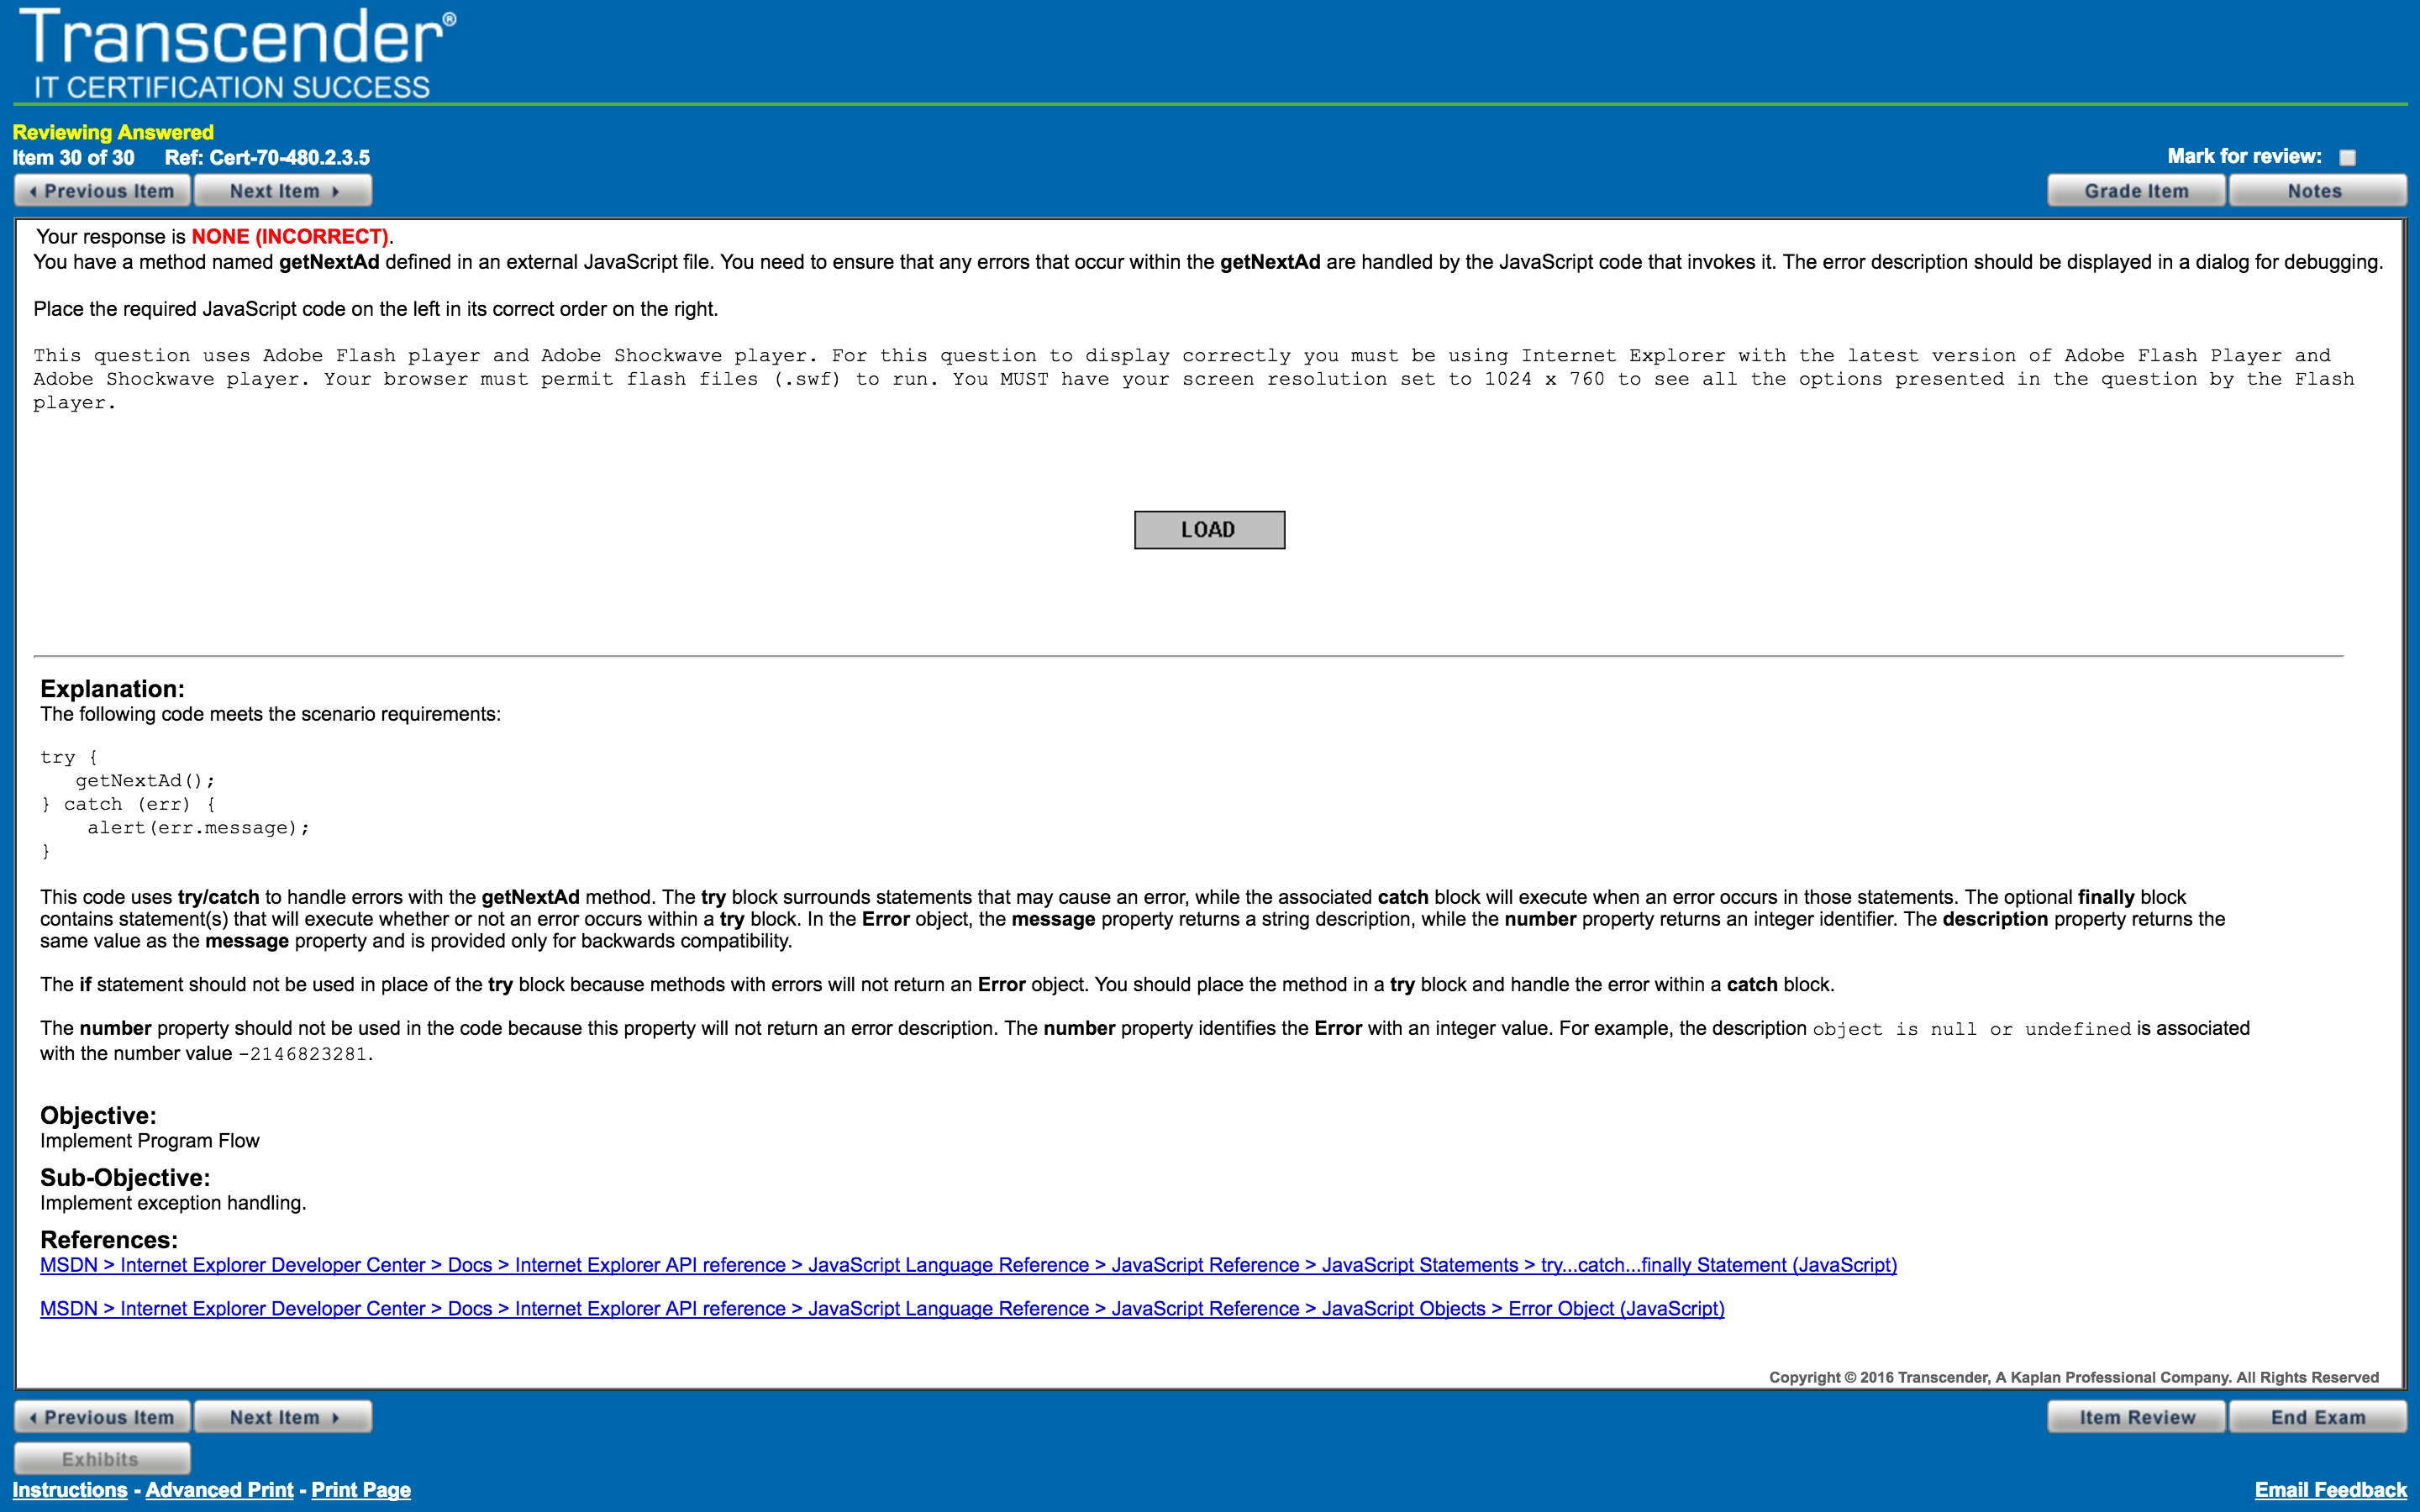 Transcender®
IT CERTIFICATION SUCCESS
Reviewing Answered
Item 30 of 30 Ref: Cert-70-480.2.3.5
Mark for review:
Previous Item Next Item Grade Item Notes
Your response is NONE (INCORRECT).
You have a method named getNextAd defined in an external JavaScript file. You need to ensure that any errors that occur within the getNextAd are handled by the JavaScript code that invokes it. The error description should be displayed in a dialog for debugging.
Place the required JavaScript code on the left in its correct order on the right.
This question uses Adobe Flash player and Adobe Shockwave player. For this question to display correctly you must be using Internet Explorer with the latest version of Adobe Flash Player and
Adobe Shockwave player. Your browser must permit flash files (.swf) to run. You MUST have your screen resolution set to 1024 x 760 to see all the options presented in the question by the Flash
player.
LOAD
Explanation:
The following code meets the scenario requirements:
try {
   getNextAd();
} catch (err) {
    alert(err.message);
}
This code uses try/catch to handle errors with the getNextAd method. The try block surrounds statements that may cause an error, while the associated catch block will execute when an error occurs in those statements. The optional finally block
contains statement(s) that will execute whether or not an error occurs within a try block. In the Error object, the message property returns a string description, while the number property returns an integer identifier. The description property returns the
same value as the message property and is provided only for backwards compatibility.
The if statement should not be used in place of the try block because methods with errors will not return an Error object. You should place the method in a try block and handle the error within a catch block.
The number property should not be used in the code because this property will not return an error description. The number property identifies the Error with an integer value. For example, the description object is null or undefined is associated
with the number value -2146823281.
Objective:
Implement Program Flow
Sub-Objective:
Implement exception handling.
References:
MSDN > Internet Explorer Developer Center > Docs > Internet Explorer API reference > JavaScript Language Reference > JavaScript Reference > JavaScript Statements > try...catch...finally Statement (JavaScript)
MSDN > Internet Explorer Developer Center > Docs > Internet Explorer API reference > JavaScript Language Reference > JavaScript Reference > JavaScript Objects > Error Object (JavaScript)
Copyright © 2016 Transcender, A Kaplan Professional Company. All Rights Reserved
Previous Item Next Item Item Review End Exam
Exhibits
Instructions - Advanced Print - Print Page Email Feedback